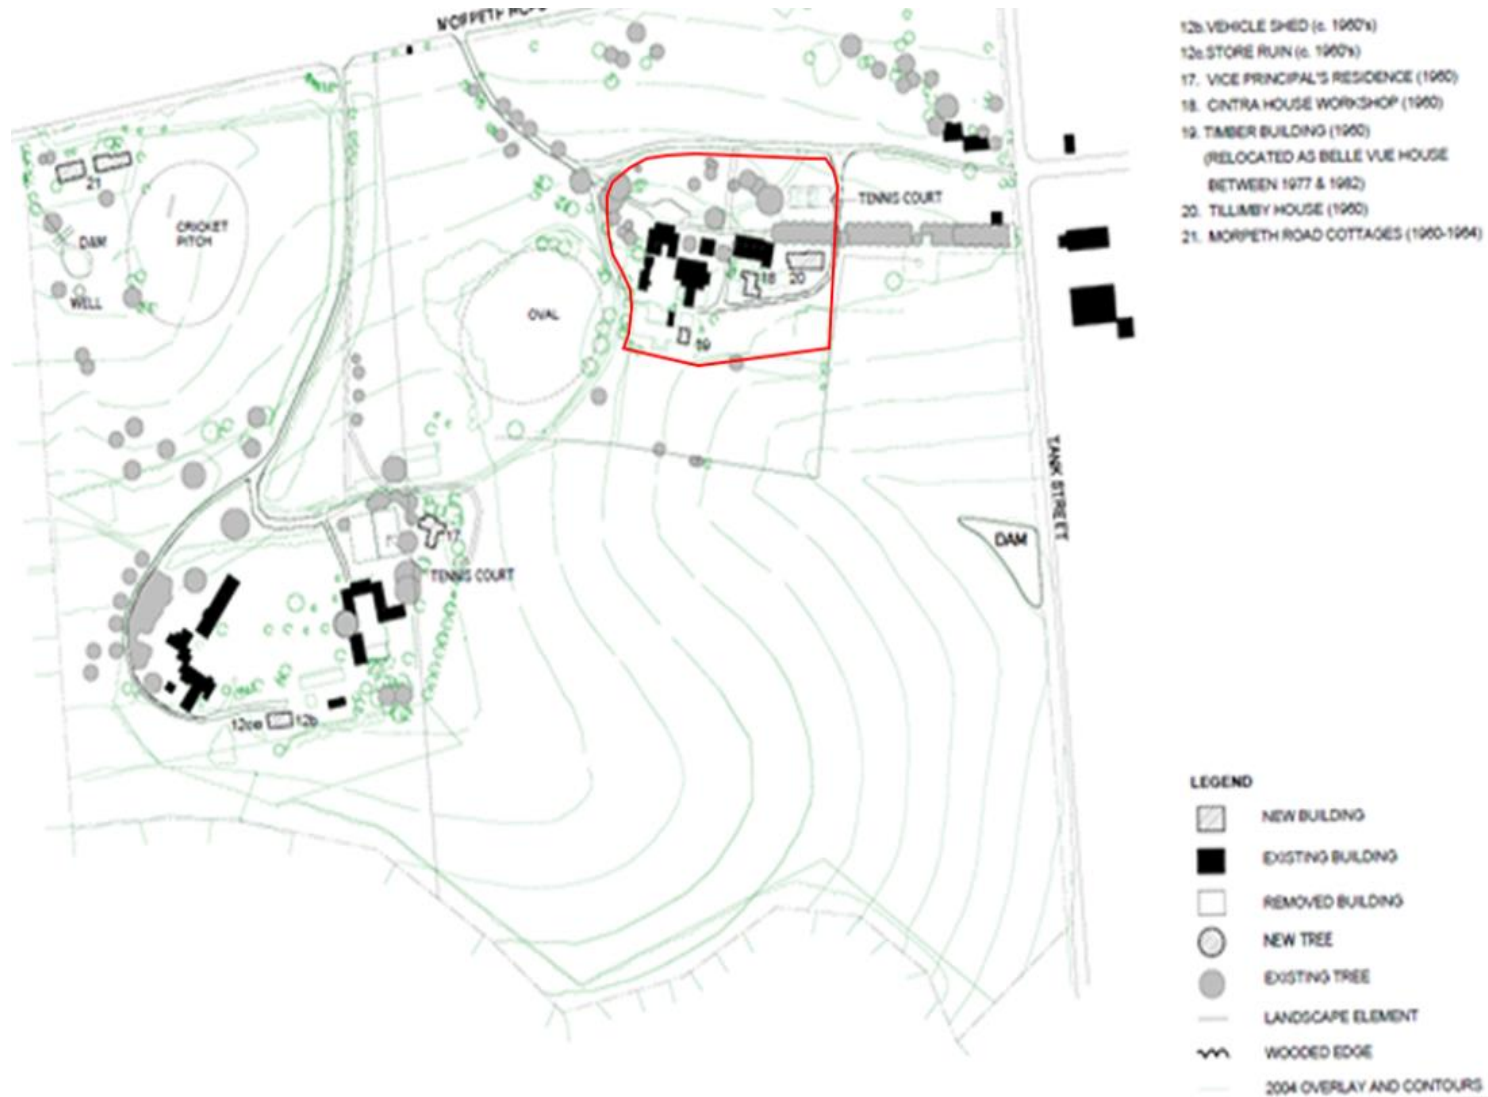 MORPETH ROAD
12b. VEHICLE SHED (c. 1960's)
12c. STORE RUIN (c. 1960's)
17. VICE PRINCIPAL'S RESIDENCE (1960)
18. CINTRA HOUSE WORKSHOP (1960)
19. TIMBER BUILDING (1960)
(RELOCATED AS BELLE VUE HOUSE
BETWEEN 1977 & 1982)
20. TILLIMBY HOUSE (1960)
21. MORPETH ROAD COTTAGES (1960-1964)
21
CRICKET
PITCH
DAM
WELL
TENNIS COURT
18
20
OVAL
19
TANK STREET
DAM
17
TENNIS COURT
12b
LEGEND
NEW BUILDING
EXISTING BUILDING
REMOVED BUILDING
NEW TREE
EXISTING TREE
LANDSCAPE ELEMENT
WOODED EDGE
2004 OVERLAY AND CONTOURS